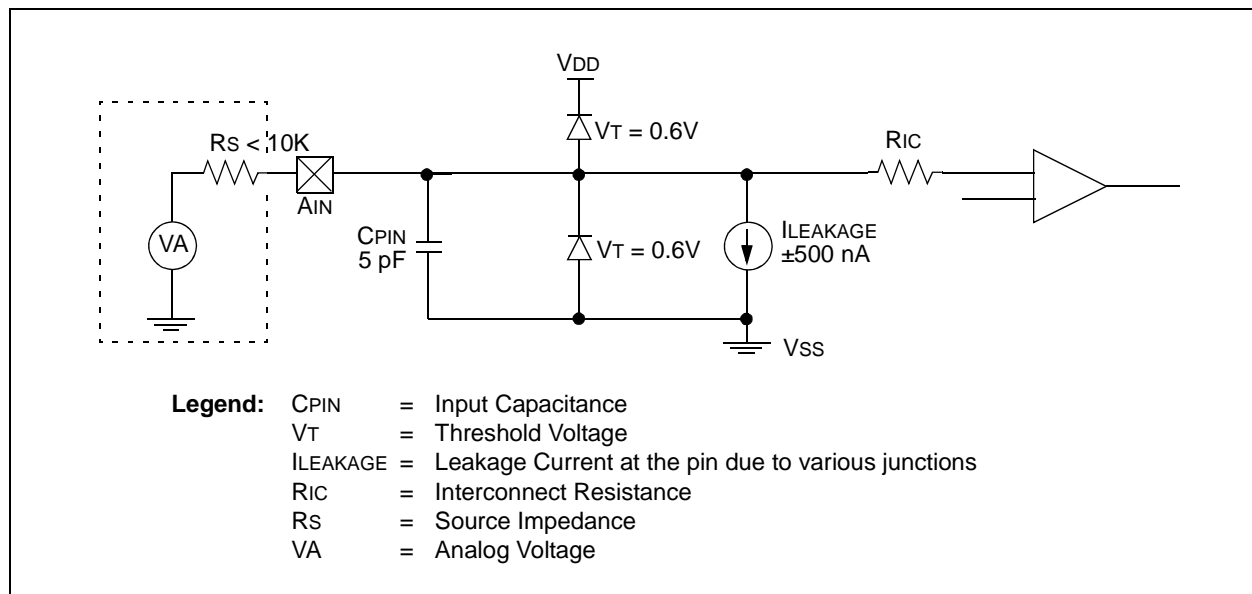 VDD
VT = 0.6V
RS < 10K
RIC
AIN
VA
CPIN
5 pF
VT = 0.6V
ILEAKAGE
±500 nA
VSS
Legend: CPIN = Input Capacitance
VT = Threshold Voltage
ILEAKAGE = Leakage Current at the pin due to various junctions
RIC = Interconnect Resistance
RS = Source Impedance
VA = Analog Voltage